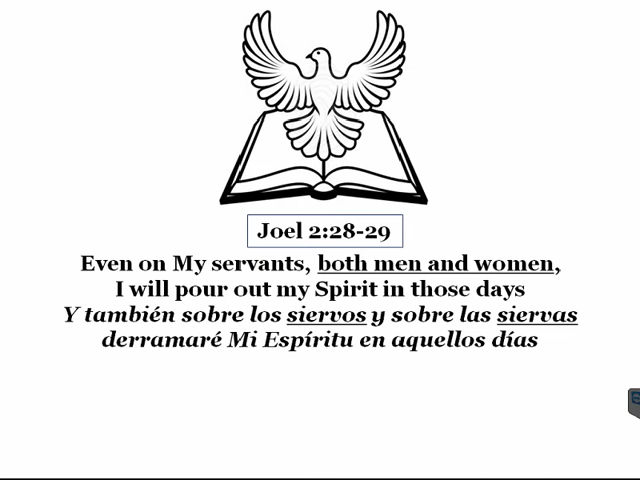 Joel 2:28-29
Even on My servants, both men and women,
I will pour out my Spirit in those days
Y también sobre los siervos y sobre las siervas
derramaré Mi Espíritu en aquellos días